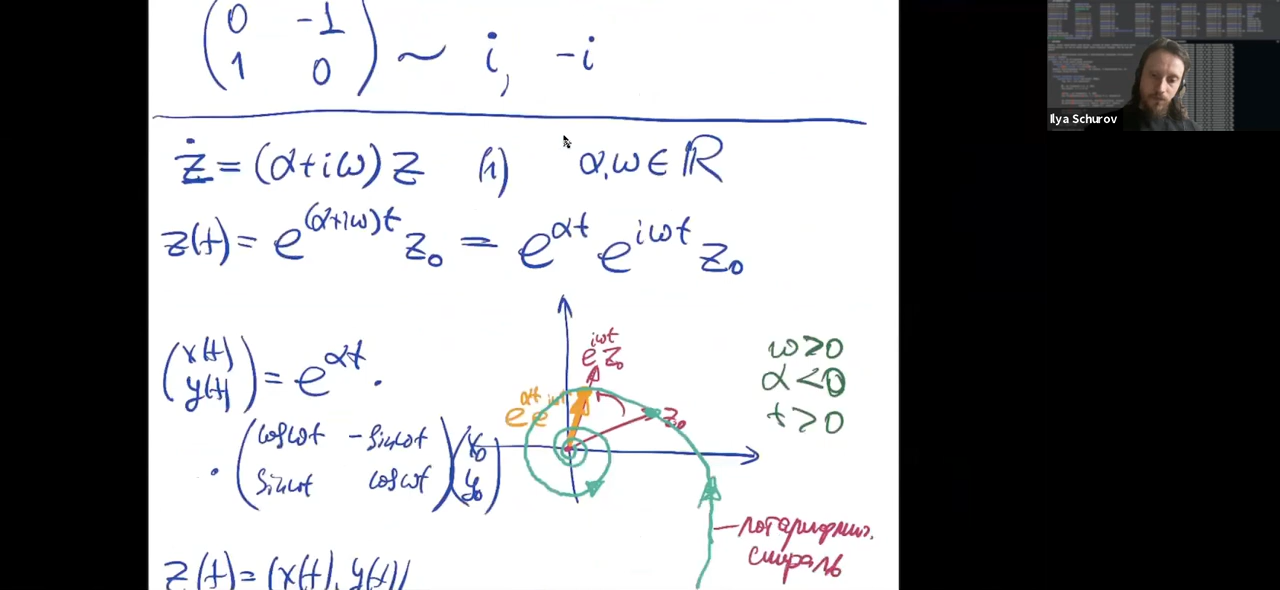 ( 0 -1
1 0 ) ~ i, -i
ż = (α+iω) z (1) α, ω ∈ ℝ
z(t) = e^{(α+iω)t} z₀ = e^{αt} e^{iωt} z₀
(x(t)
y(t)) = e^{αt} ·
· (cos ωt -sin ωt
sin ωt cos ωt) (x₀
y₀)
e^{iωt} z₀
e^{αt} e^{iωt}
z₀
ω>0
α<0
t>0
логарифмич.
спираль
z(t) = (x(t), y(t))
Ilya Schurov